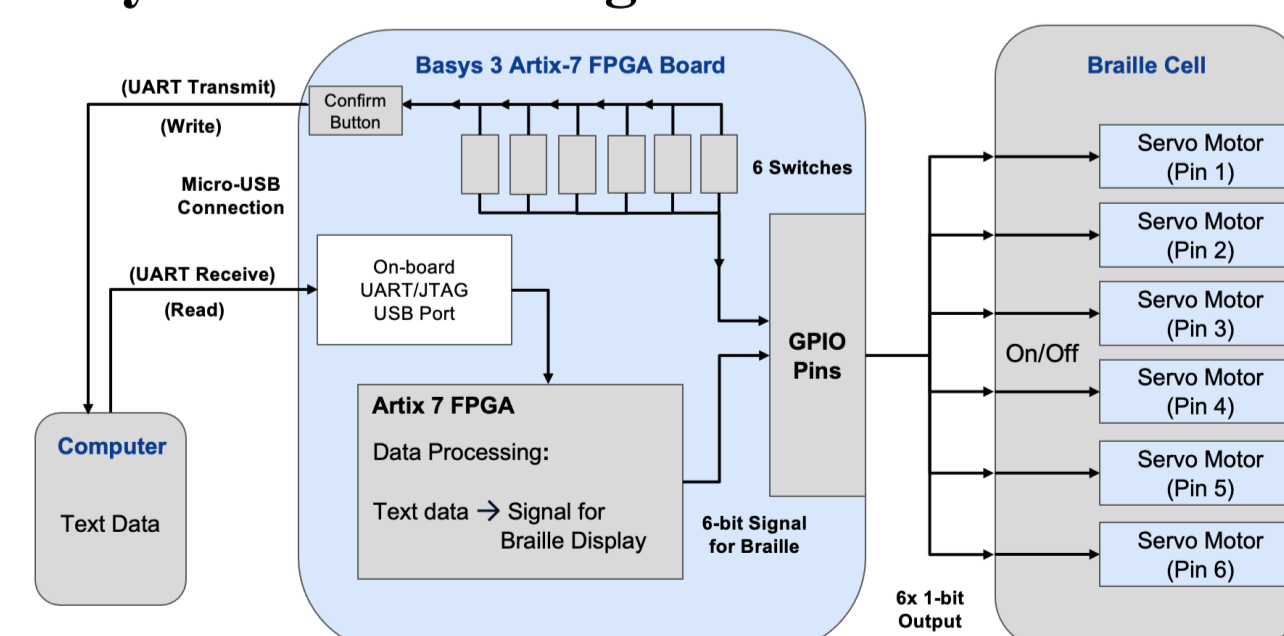 Basys 3 Artix-7 FPGA Board
Braille Cell
(UART Transmit)
(Write)
Confirm
Button
6 Switches
Micro-USB
Connection
(UART Receive)
(Read)
On-board
UART/JTAG
USB Port
GPIO
Pins
Artix 7 FPGA
Data Processing:
Text data → Signal for
Braille Display
6-bit Signal
for Braille
Computer
Text Data
On/Off
6x 1-bit
Output
Servo Motor
(Pin 1)
Servo Motor
(Pin 2)
Servo Motor
(Pin 3)
Servo Motor
(Pin 4)
Servo Motor
(Pin 5)
Servo Motor
(Pin 6)